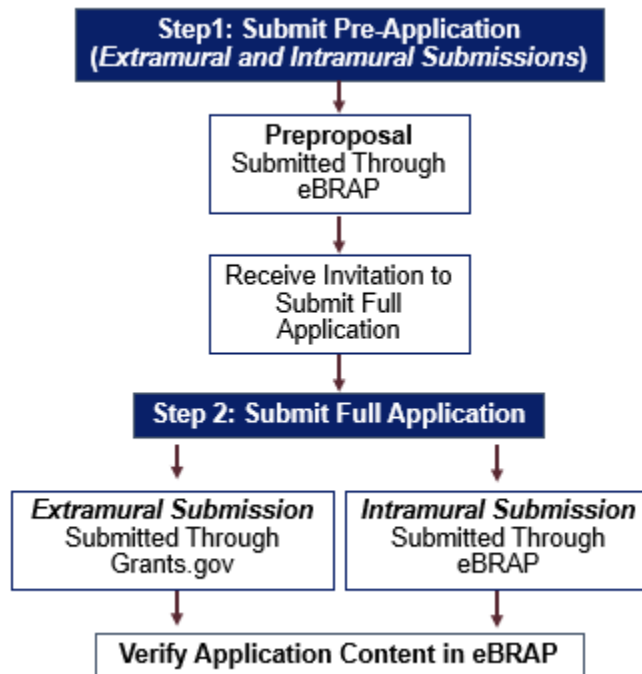 Step1: Submit Pre-Application
(Extramural and Intramural Submissions)
Preproposal
Submitted Through
eBRAP
Receive Invitation to
Submit Full
Application
Step 2: Submit Full Application
Extramural Submission
Submitted Through
Grants.gov
Intramural Submission
Submitted Through
eBRAP
Verify Application Content in eBRAP